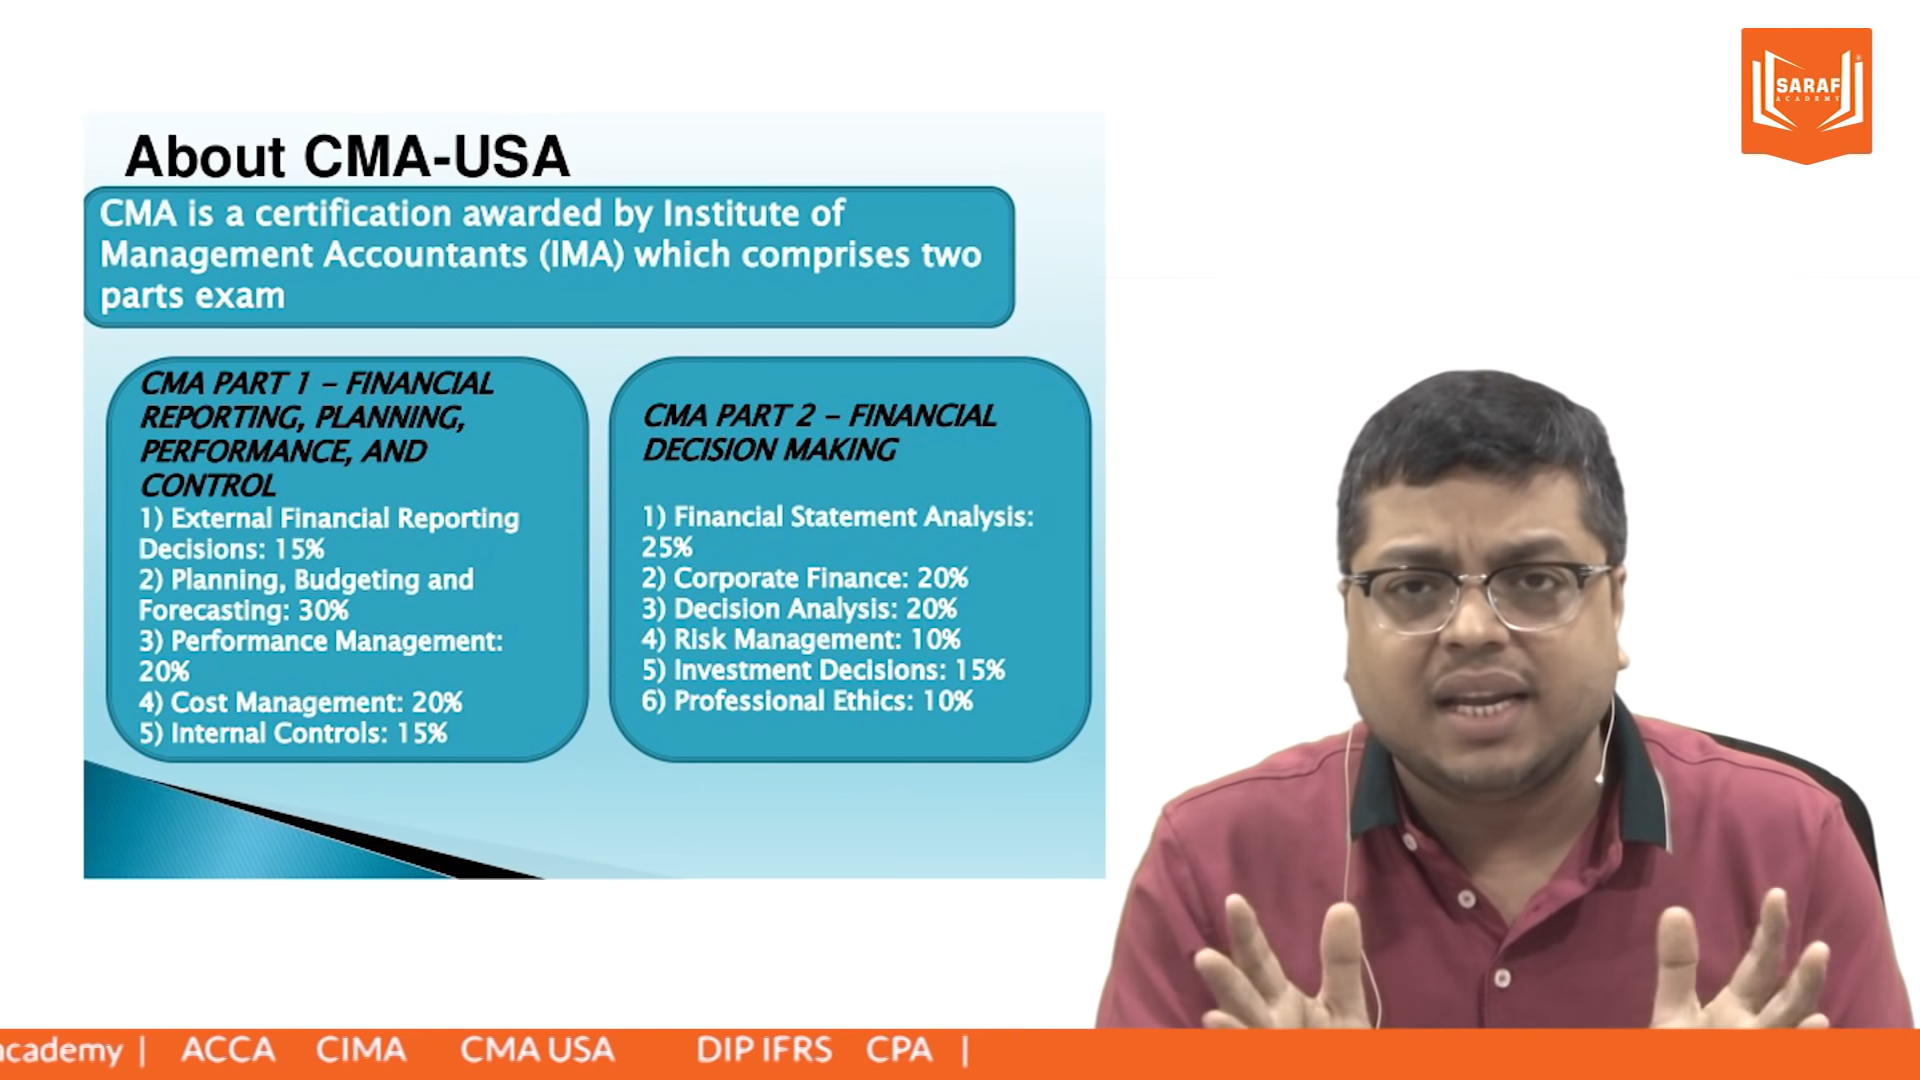 SARAF
ACADEMY
About CMA-USA
CMA is a certification awarded by Institute of
Management Accountants (IMA) which comprises two
parts exam
CMA PART 1 – FINANCIAL
REPORTING, PLANNING,
PERFORMANCE, AND
CONTROL
1) External Financial Reporting
Decisions: 15%
2) Planning, Budgeting and
Forecasting: 30%
3) Performance Management:
20%
4) Cost Management: 20%
5) Internal Controls: 15%
CMA PART 2 – FINANCIAL
DECISION MAKING
1) Financial Statement Analysis:
25%
2) Corporate Finance: 20%
3) Decision Analysis: 20%
4) Risk Management: 10%
5) Investment Decisions: 15%
6) Professional Ethics: 10%
academy | ACCA CIMA CMA USA DIP IFRS CPA |